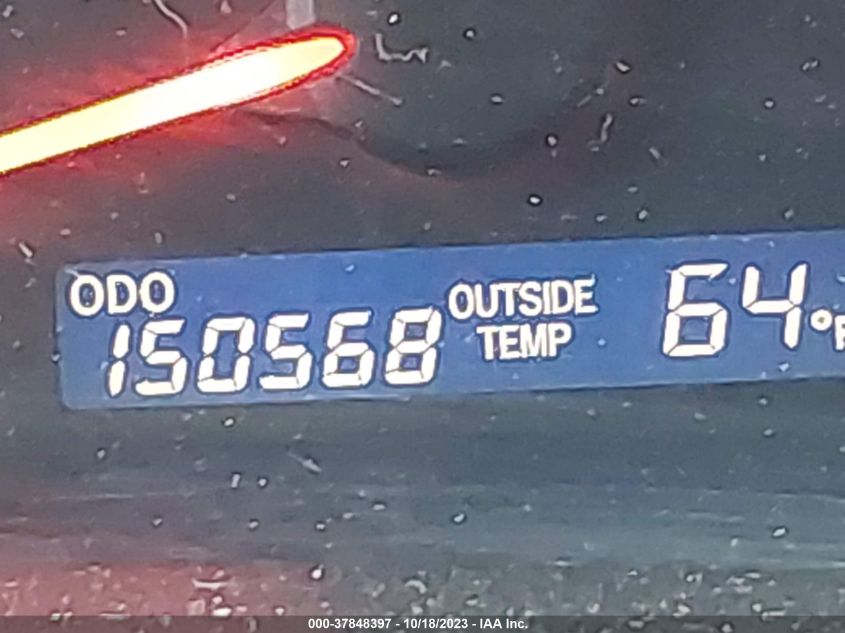 ODO
150568
OUTSIDE
TEMP
64°F
000-37848397 - 10/18/2023 - IAA Inc.